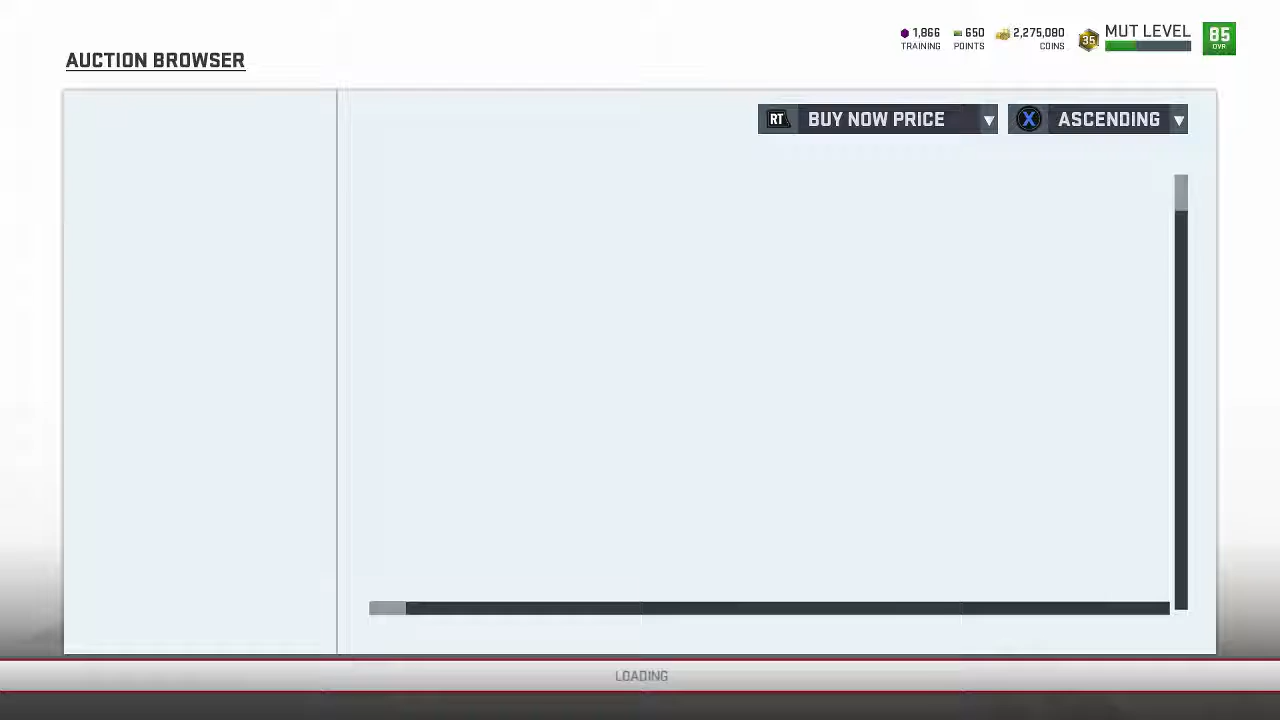 AUCTION BROWSER
1,866 TRAINING
650 POINTS
2,275,080 COINS
35
MUT LEVEL
85 OVR
RT BUY NOW PRICE
X ASCENDING
LOADING